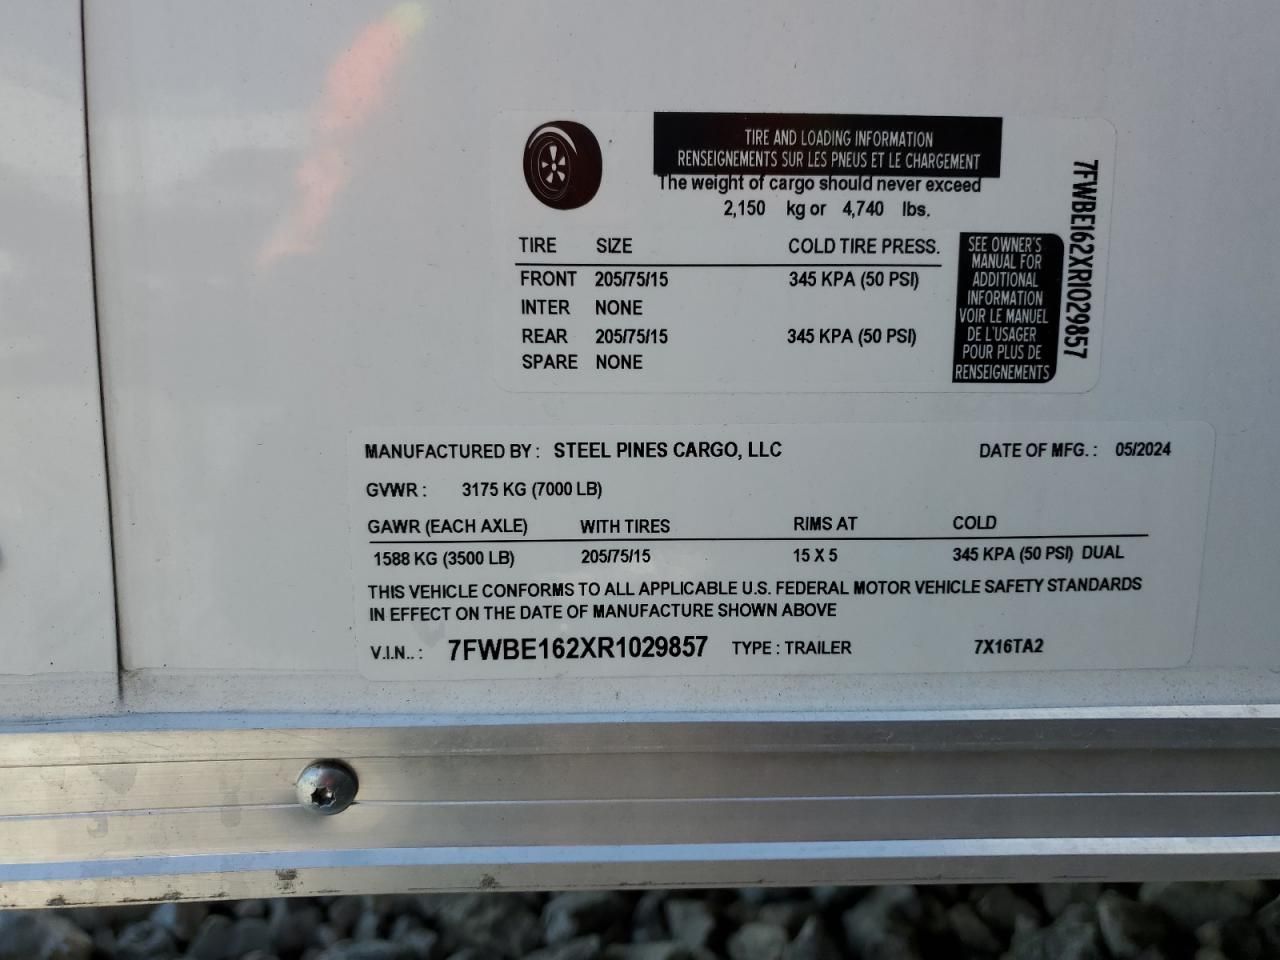 TIRE AND LOADING INFORMATION
RENSEIGNEMENTS SUR LES PNEUS ET LE CHARGEMENT
The weight of cargo should never exceed
2,150 kg or 4,740 lbs.
TIRE SIZE COLD TIRE PRESS.
FRONT 205/75/15 345 KPA (50 PSI)
INTER NONE
REAR 205/75/15 345 KPA (50 PSI)
SPARE NONE
SEE OWNER'S
MANUAL FOR
ADDITIONAL
INFORMATION
VOIR LE MANUEL
DE L'USAGER
POUR PLUS DE
RENSEIGNEMENTS
7FWBE162XR1029857
MANUFACTURED BY : STEEL PINES CARGO, LLC DATE OF MFG. : 05/2024
GVWR : 3175 KG (7000 LB)
GAWR (EACH AXLE) WITH TIRES RIMS AT COLD
1588 KG (3500 LB) 205/75/15 15 X 5 345 KPA (50 PSI) DUAL
THIS VEHICLE CONFORMS TO ALL APPLICABLE U.S. FEDERAL MOTOR VEHICLE SAFETY STANDARDS
IN EFFECT ON THE DATE OF MANUFACTURE SHOWN ABOVE
V.I.N.. : 7FWBE162XR1029857 TYPE : TRAILER 7X16TA2